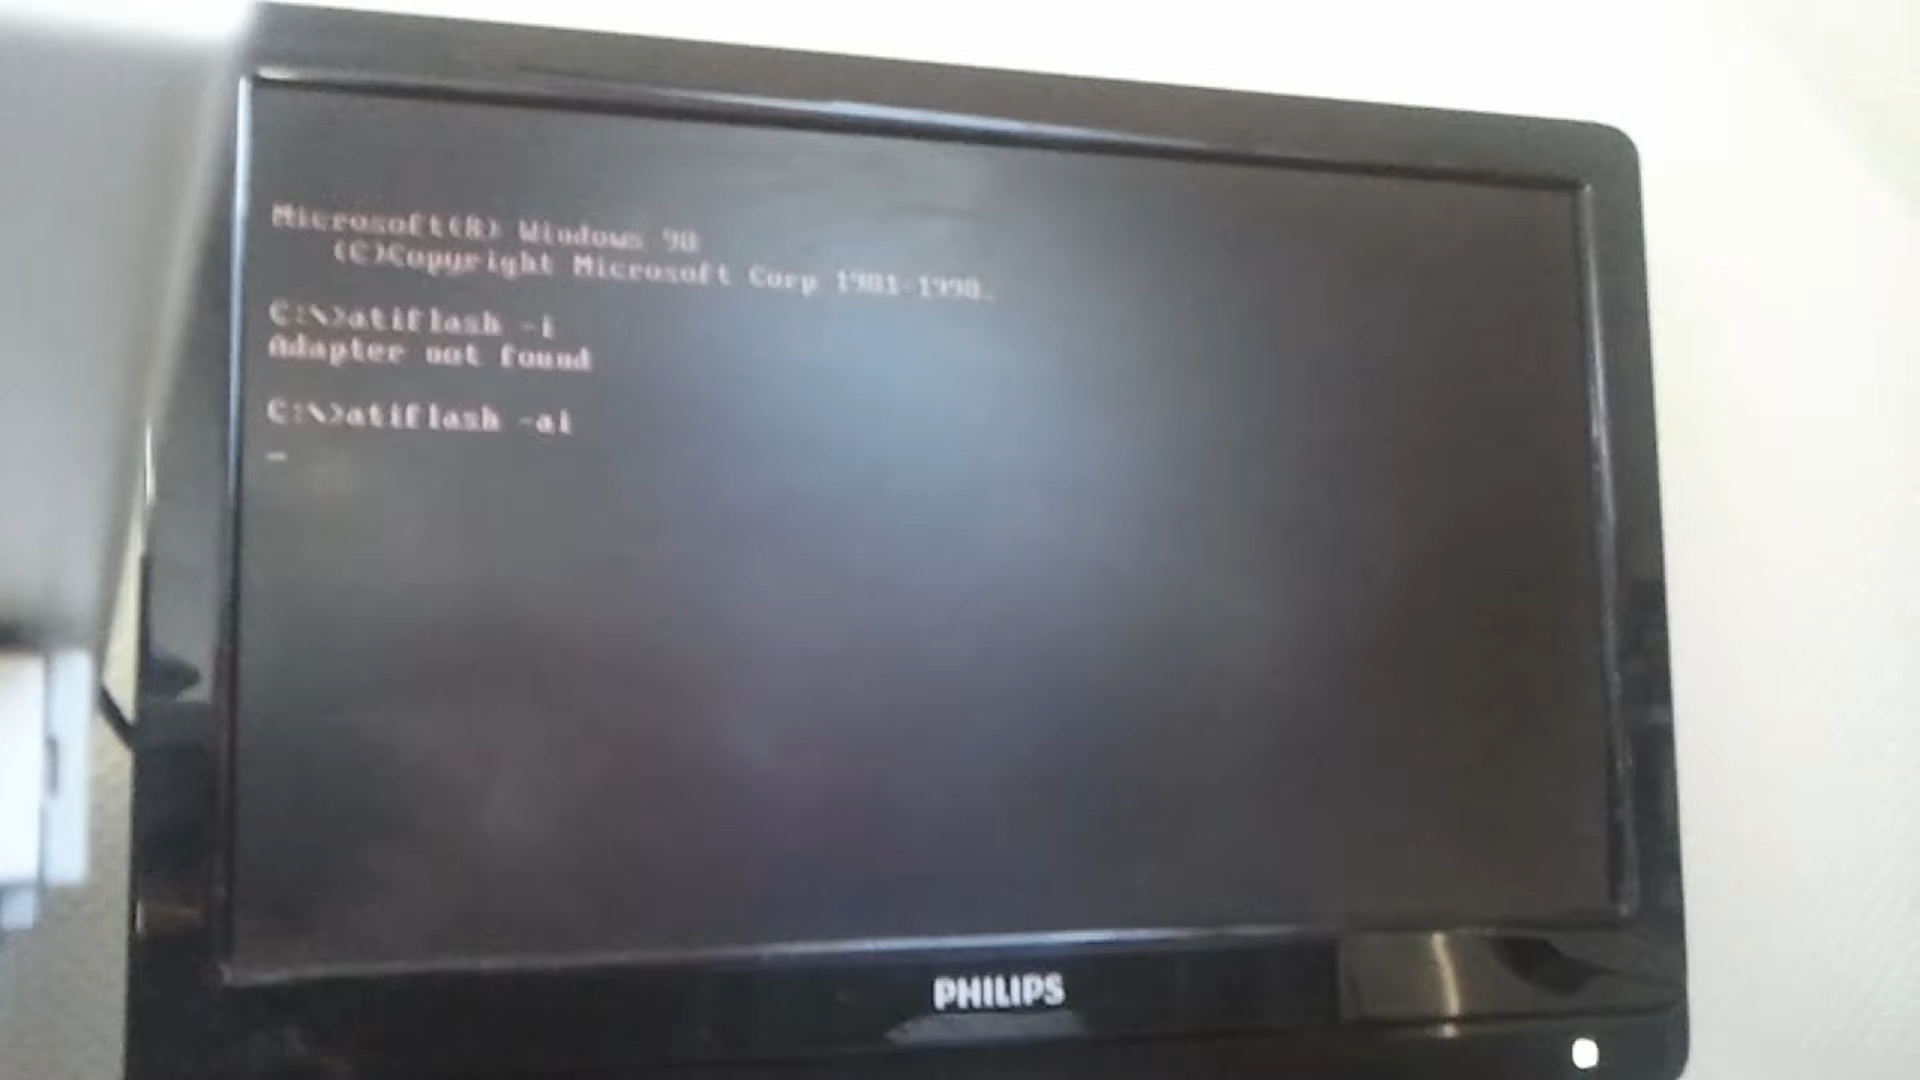 Microsoft(R) Windows 98
(C)Copyright Microsoft Corp 1981-1998.
C:\>atiflash -i
Adapter not found
C:\>atiflash -ai
_
PHILIPS